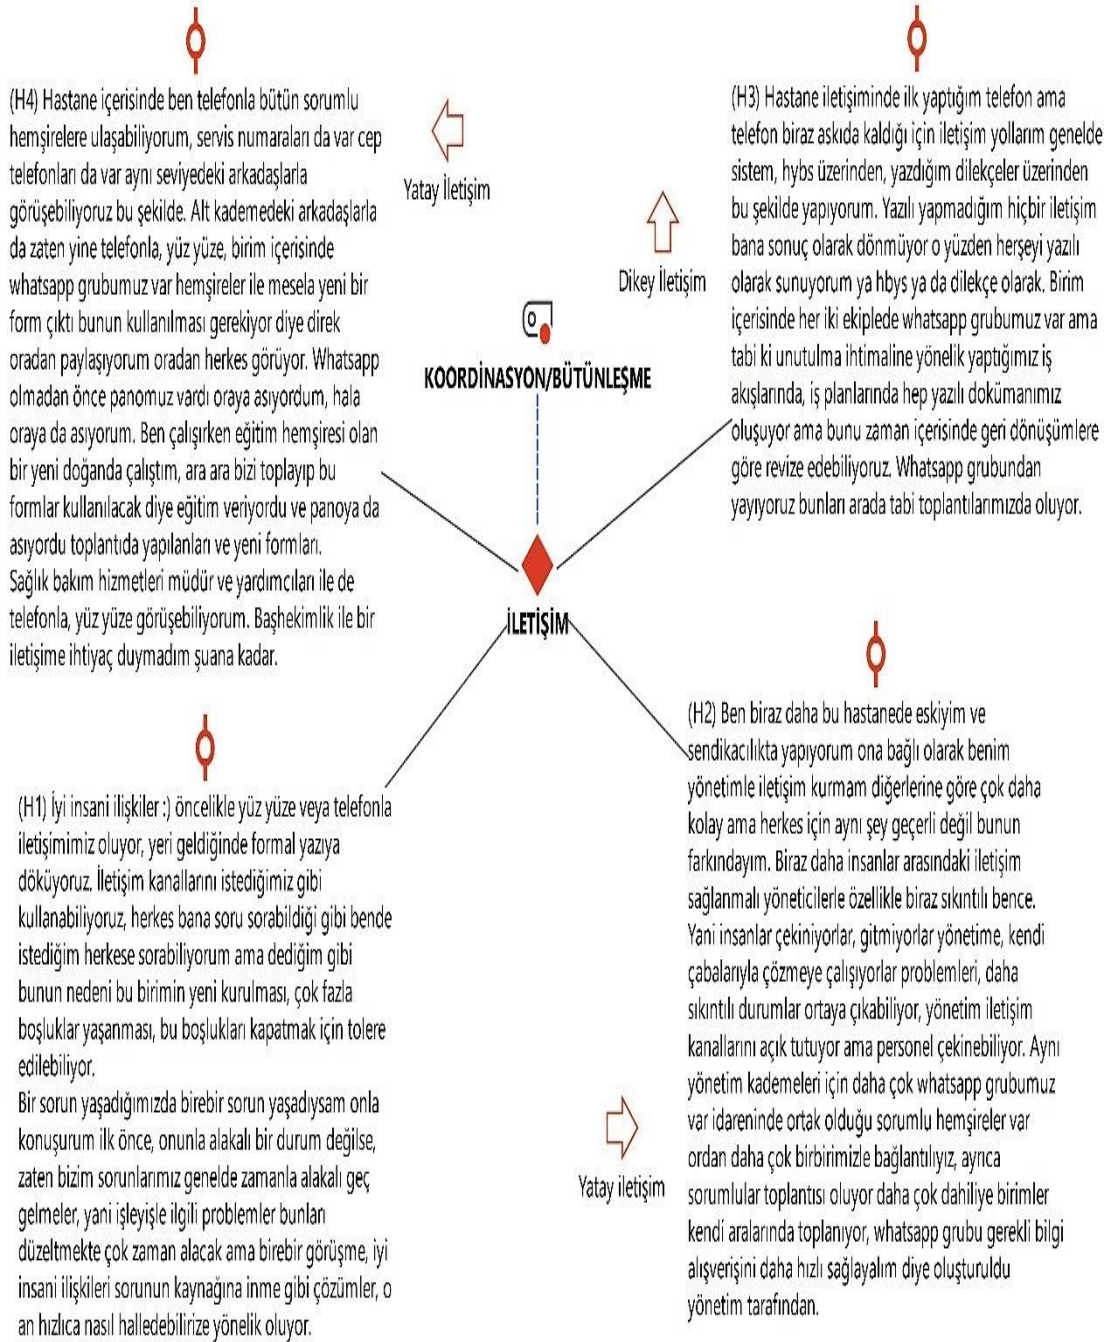 (H4) Hastane içerisinde ben telefonla bütün sorumlu
hemşirelere ulaşabiliyorum, servis numaraları da var cep
telefonları da var aynı seviyedeki arkadaşlarla
görüşebiliyoruz bu şekilde. Alt kademedeki arkadaşlarla
da zaten yine telefonla, yüz yüze, birim içerisinde
whatsapp grubumuz var hemşireler ile mesela yeni bir
form çıktı bunun kullanılması gerekiyor diye direk
oradan paylaşıyorum oradan herkes görüyor. Whatsapp
olmadan önce panomuz vardı oraya asıyordum, hala
oraya da asıyorum. Ben çalışırken eğitim hemşiresi olan
bir yeni doğanda çalıştım, ara ara bizi toplayıp bu
formlar kullanılacak diye eğitim veriyordu ve panoya da
asıyordu toplantıda yapılanları ve yeni formları.
Sağlık bakım hizmetleri müdür ve yardımcıları ile de
telefonla, yüz yüze görüşebiliyorum. Başhekimlik ile bir
iletişime ihtiyaç duymadım şuana kadar.
Yatay İletişim
Dikey İletişim
(H3) Hastane iletişiminde ilk yaptığım telefon ama
telefon biraz askıda kaldığı için iletişim yollarım genelde
sistem, hybs üzerinden, yazdığım dilekçeler üzerinden
bu şekilde yapıyorum. Yazılı yapmadığım hiçbir iletişim
bana sonuç olarak dönmüyor o yüzden herşeyi yazılı
olarak sunuyorum ya hbys ya da dilekçe olarak. Birim
içerisinde her iki ekiplede whatsapp grubumuz var ama
tabi ki unutulma ihtimaline yönelik yaptığımız iş
akışlarında, iş planlarında hep yazılı dokümanımız
oluşuyor ama bunu zaman içerisinde geri dönüşümlere
göre revize edebiliyoruz. Whatsapp grubundan
yayıyoruz bunları arada tabi toplantılarımızda oluyor.
KOORDİNASYON/BÜTÜNLEŞME
İLETİŞİM
(H1) İyi insani ilişkiler :) öncelikle yüz yüze veya telefonla
iletişimimiz oluyor, yeri geldiğinde formal yazıya
döküyoruz. İletişim kanallarını istediğimiz gibi
kullanabiliyoruz, herkes bana soru sorabildiği gibi bende
istediğim herkese sorabiliyorum ama dediğim gibi
bunun nedeni bu birimin yeni kurulması, çok fazla
boşluklar yaşanması, bu boşlukları kapatmak için tolere
edilebiliyor.
Bir sorun yaşadığımızda birebir sorun yaşadıysam onla
konuşurum ilk önce, onunla alakalı bir durum değilse,
zaten bizim sorunlarımız genelde zamanla alakalı geç
gelmeler, yani işleyişle ilgili problemler bunları
düzeltmekte çok zaman alacak ama birebir görüşme, iyi
insani ilişkileri sorunun kaynağına inme gibi çözümler, o
an hızlıca nasıl halledebilirize yönelik oluyor.
(H2) Ben biraz daha bu hastanede eskiyim ve
sendikacılıkta yapıyorum ona bağlı olarak benim
yönetimle iletişim kurmam diğerlerine göre çok daha
kolay ama herkes için aynı şey geçerli değil bunun
farkındayım. Biraz daha insanlar arasındaki iletişim
sağlanmalı yöneticilerle özellikle biraz sıkıntılı bence.
Yani insanlar çekiniyorlar, gitmiyorlar yönetime, kendi
çabalarıyla çözmeye çalışıyorlar problemleri, daha
sıkıntılı durumlar ortaya çıkabiliyor, yönetim iletişim
kanallarını açık tutuyor ama personel çekinebiliyor. Aynı
yönetim kademeleri için daha çok whatsapp grubumuz
var idareninde ortak olduğu sorumlu hemşireler var
ordan daha çok birbirimizle bağlantılıyız, ayrıca
sorumlular toplantısı oluyor daha çok dahiliye birimler
kendi aralarında toplanıyor, whatsapp grubu gerekli bilgi
alışverişini daha hızlı sağlayalım diye oluşturuldu
yönetim tarafından.
Yatay iletişim